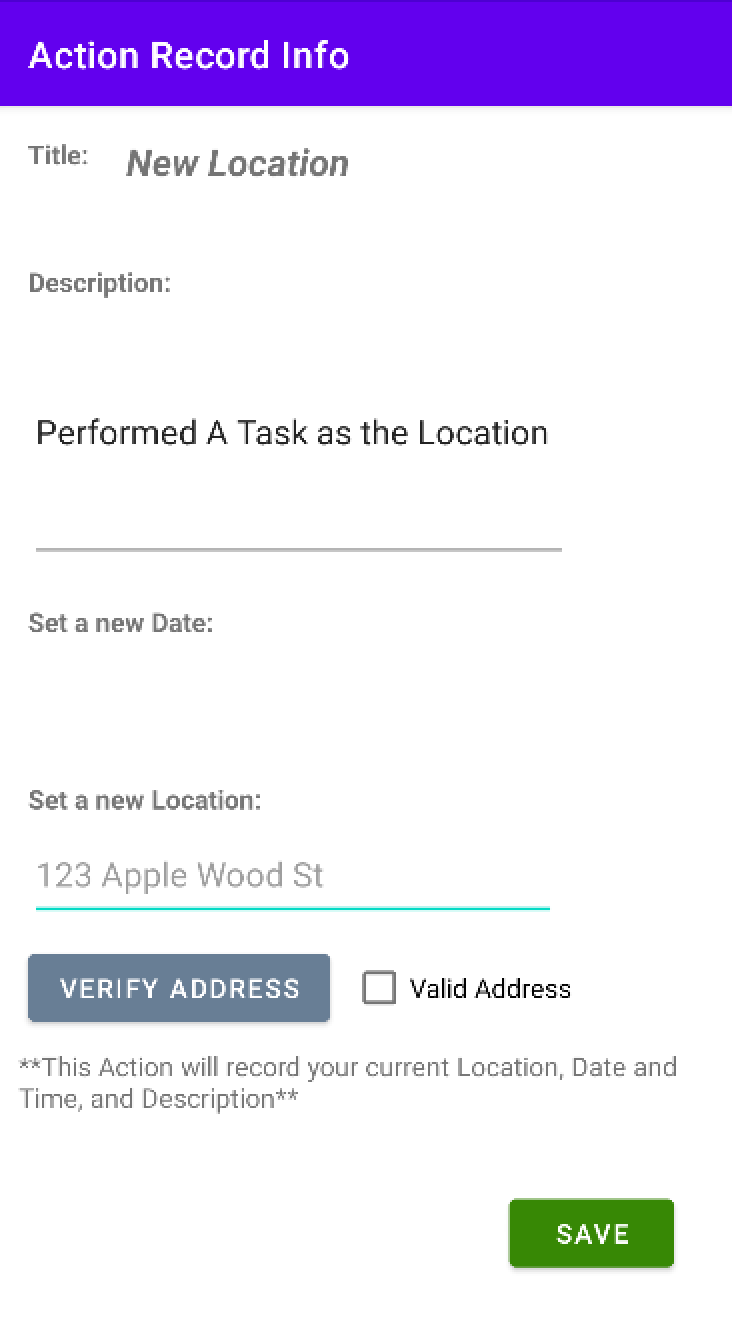 Action Record Info
Title: New Location
Description:
Performed A Task as the Location
Set a new Date:
Set a new Location:
123 Apple Wood St
VERIFY ADDRESS Valid Address
**This Action will record your current Location, Date and
Time, and Description**
SAVE